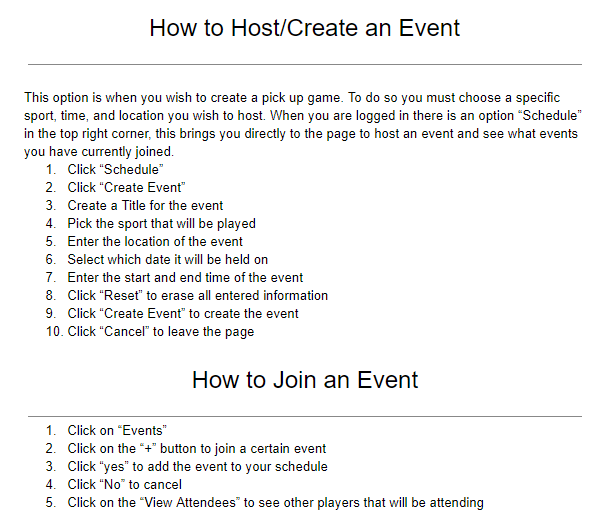 How to Host/Create an Event
This option is when you wish to create a pick up game. To do so you must choose a specific
sport, time, and location you wish to host. When you are logged in there is an option “Schedule”
in the top right corner, this brings you directly to the page to host an event and see what events
you have currently joined.
1. Click “Schedule”
2. Click “Create Event”
3. Create a Title for the event
4. Pick the sport that will be played
5. Enter the location of the event
6. Select which date it will be held on
7. Enter the start and end time of the event
8. Click “Reset” to erase all entered information
9. Click “Create Event” to create the event
10. Click “Cancel” to leave the page
How to Join an Event
1. Click on “Events”
2. Click on the “+” button to join a certain event
3. Click “yes” to add the event to your schedule
4. Click “No” to cancel
5. Click on the “View Attendees” to see other players that will be attending